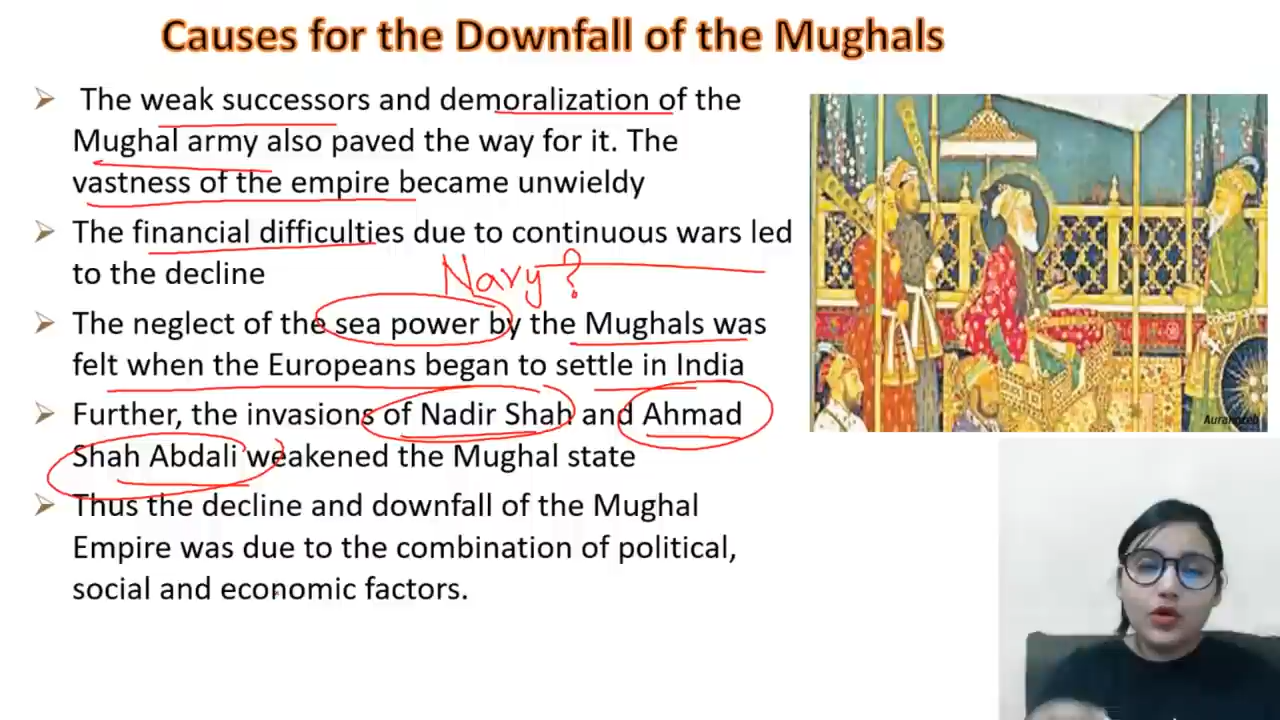 Causes for the Downfall of the Mughals
➤ The weak successors and demoralization of the
Mughal army also paved the way for it. The
vastness of the empire became unwieldy
➤ The financial difficulties due to continuous wars led
to the decline
Navy?
➤ The neglect of the sea power by the Mughals was
felt when the Europeans began to settle in India
➤ Further, the invasions of Nadir Shah and Ahmad
Shah Abdali weakened the Mughal state
➤ Thus the decline and downfall of the Mughal
Empire was due to the combination of political,
social and economic factors.
Aurangzeb